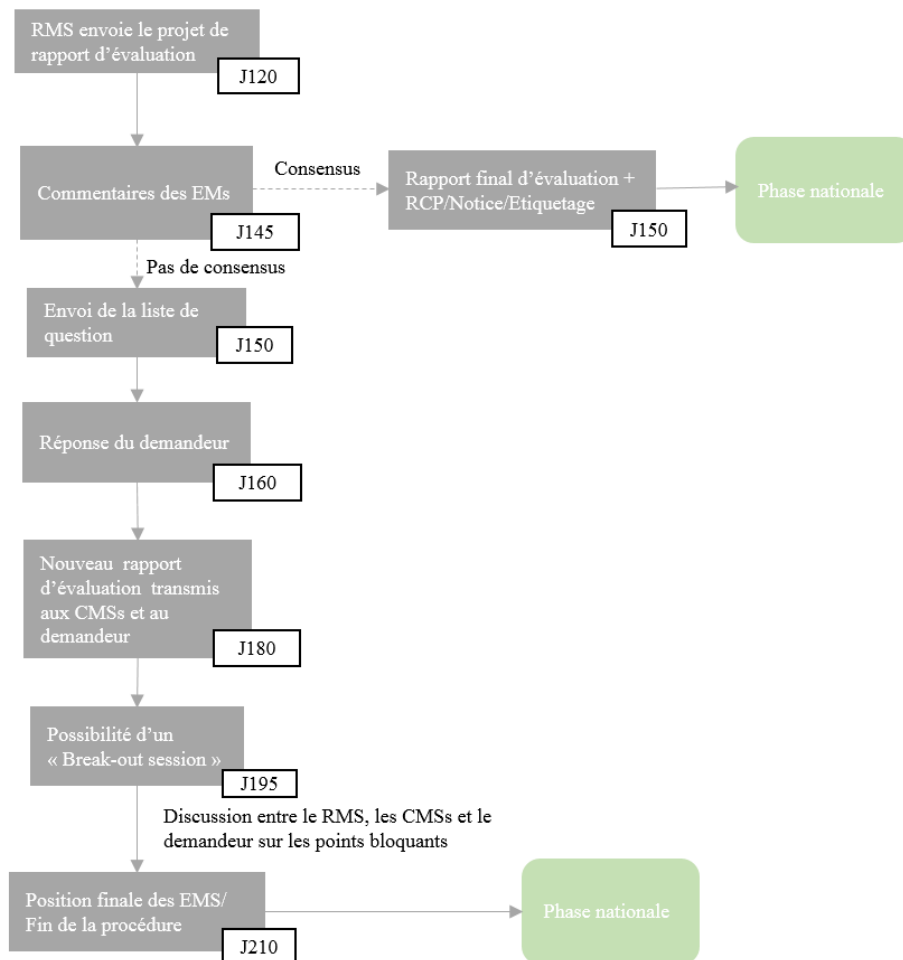 RMS envoie le projet de
rapport d’évaluation
J120
Commentaires des EMs
J145
Consensus
Rapport final d’évaluation +
RCP/Notice/Etiquetage
J150
Phase nationale
Pas de consensus
Envoi de la liste de
question
J150
Réponse du demandeur
J160
Nouveau rapport
d’évaluation transmis
aux CMSs et au
demandeur
J180
Possibilité d’un
« Break-out session »
J195
Discussion entre le RMS, les CMSs et le
demandeur sur les points bloquants
Position finale des EMS/
Fin de la procédure
J210
Phase nationale